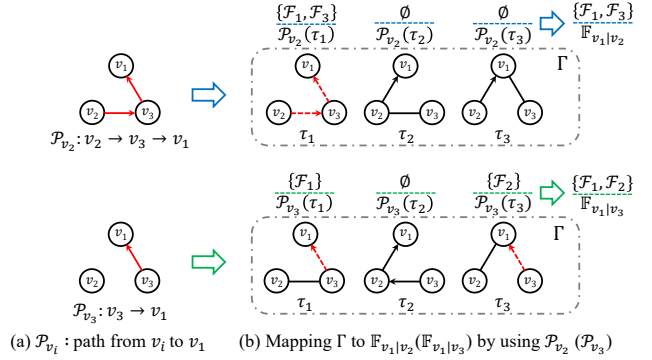 {ℱ₁, ℱ₃} ∅ ∅ {ℱ₁, ℱ₃}
𝒫ᵥ₂(τ₁) 𝒫ᵥ₂(τ₂) 𝒫ᵥ₂(τ₃) 𝔽ᵥ₁|ᵥ₂
v₁ v₁ v₁ v₁ Γ
v₂ v₃ v₂ v₃ v₂ v₃ v₂ v₃
𝒫ᵥ₂: v₂ → v₃ → v₁ τ₁ τ₂ τ₃
{ℱ₁} ∅ {ℱ₂} {ℱ₁, ℱ₂}
𝒫ᵥ₃(τ₁) 𝒫ᵥ₃(τ₂) 𝒫ᵥ₃(τ₃) 𝔽ᵥ₁|ᵥ₃
v₁ v₁ v₁ v₁ Γ
v₂ v₃ v₂ v₃ v₂ v₃ v₂ v₃
𝒫ᵥ₃: v₃ → v₁ τ₁ τ₂ τ₃
(a) 𝒫ᵥᵢ : path from vᵢ to v₁ (b) Mapping Γ to 𝔽ᵥ₁|ᵥ₂(𝔽ᵥ₁|ᵥ₃) by using 𝒫ᵥ₂ (𝒫ᵥ₃)